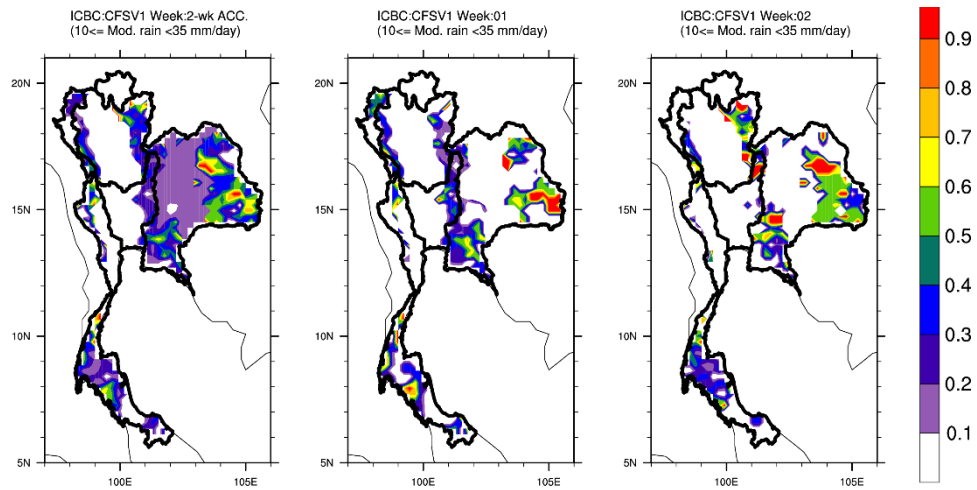 ICBC:CFSV1 Week:2-wk ACC.
(10<= Mod. rain <35 mm/day)
ICBC:CFSV1 Week:01
(10<= Mod. rain <35 mm/day)
ICBC:CFSV1 Week:02
(10<= Mod. rain <35 mm/day)
20N
15N
10N
5N
100E
105E
20N
15N
10N
5N
100E
105E
20N
15N
10N
5N
100E
105E
0.9
0.8
0.7
0.6
0.5
0.4
0.3
0.2
0.1